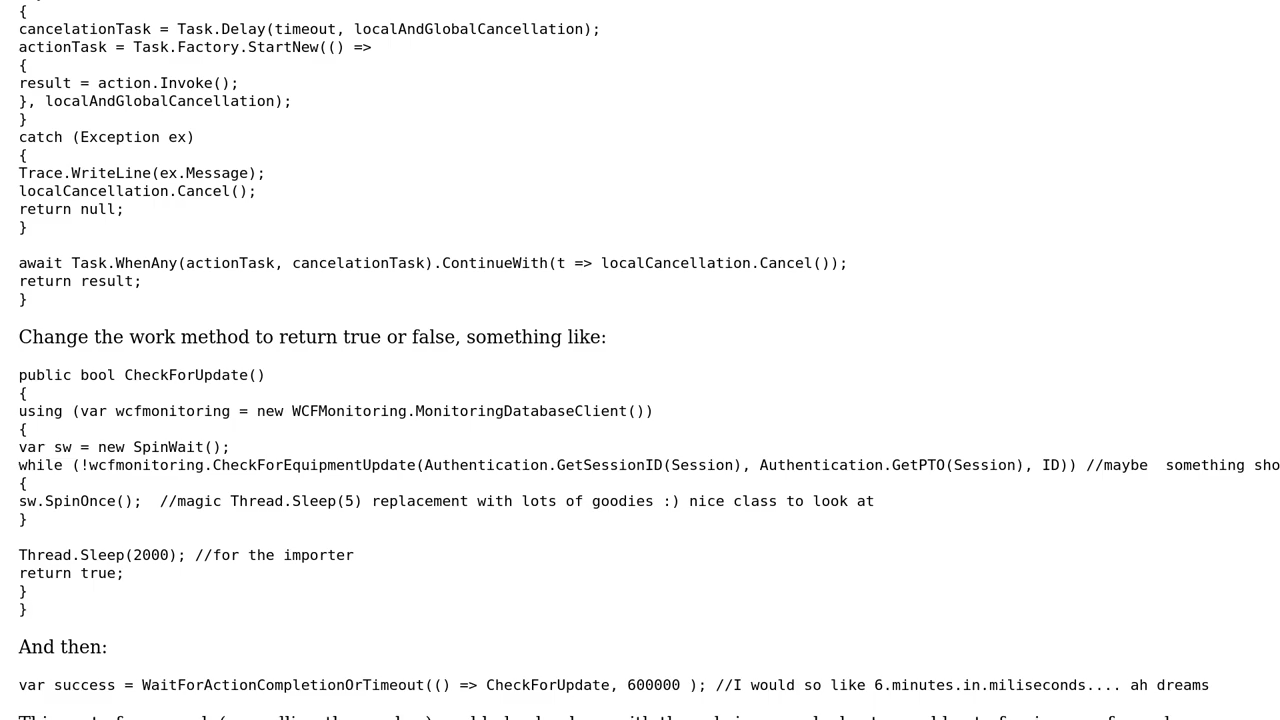 {
cancelationTask = Task.Delay(timeout, localAndGlobalCancellation);
actionTask = Task.Factory.StartNew(() =>
{
result = action.Invoke();
}, localAndGlobalCancellation);
}
catch (Exception ex)
{
Trace.WriteLine(ex.Message);
localCancellation.Cancel();
return null;
}
await Task.WhenAny(actionTask, cancelationTask).ContinueWith(t => localCancellation.Cancel());
return result;
}
Change the work method to return true or false, something like:
public bool CheckForUpdate()
{
using (var wcfmonitoring = new WCFMonitoring.MonitoringDatabaseClient())
{
var sw = new SpinWait();
while (!wcfmonitoring.CheckForEquipmentUpdate(Authentication.GetSessionID(Session), Authentication.GetPTO(Session), ID)) //maybe  something sho
{
sw.SpinOnce();  //magic Thread.Sleep(5) replacement with lots of goodies :) nice class to look at
}
Thread.Sleep(2000); //for the importer
return true;
}
}
And then:
var success = WaitForActionCompletionOrTimeout(() => CheckForUpdate, 600000 ); //I would so like 6.minutes.in.miliseconds.... ah dreams